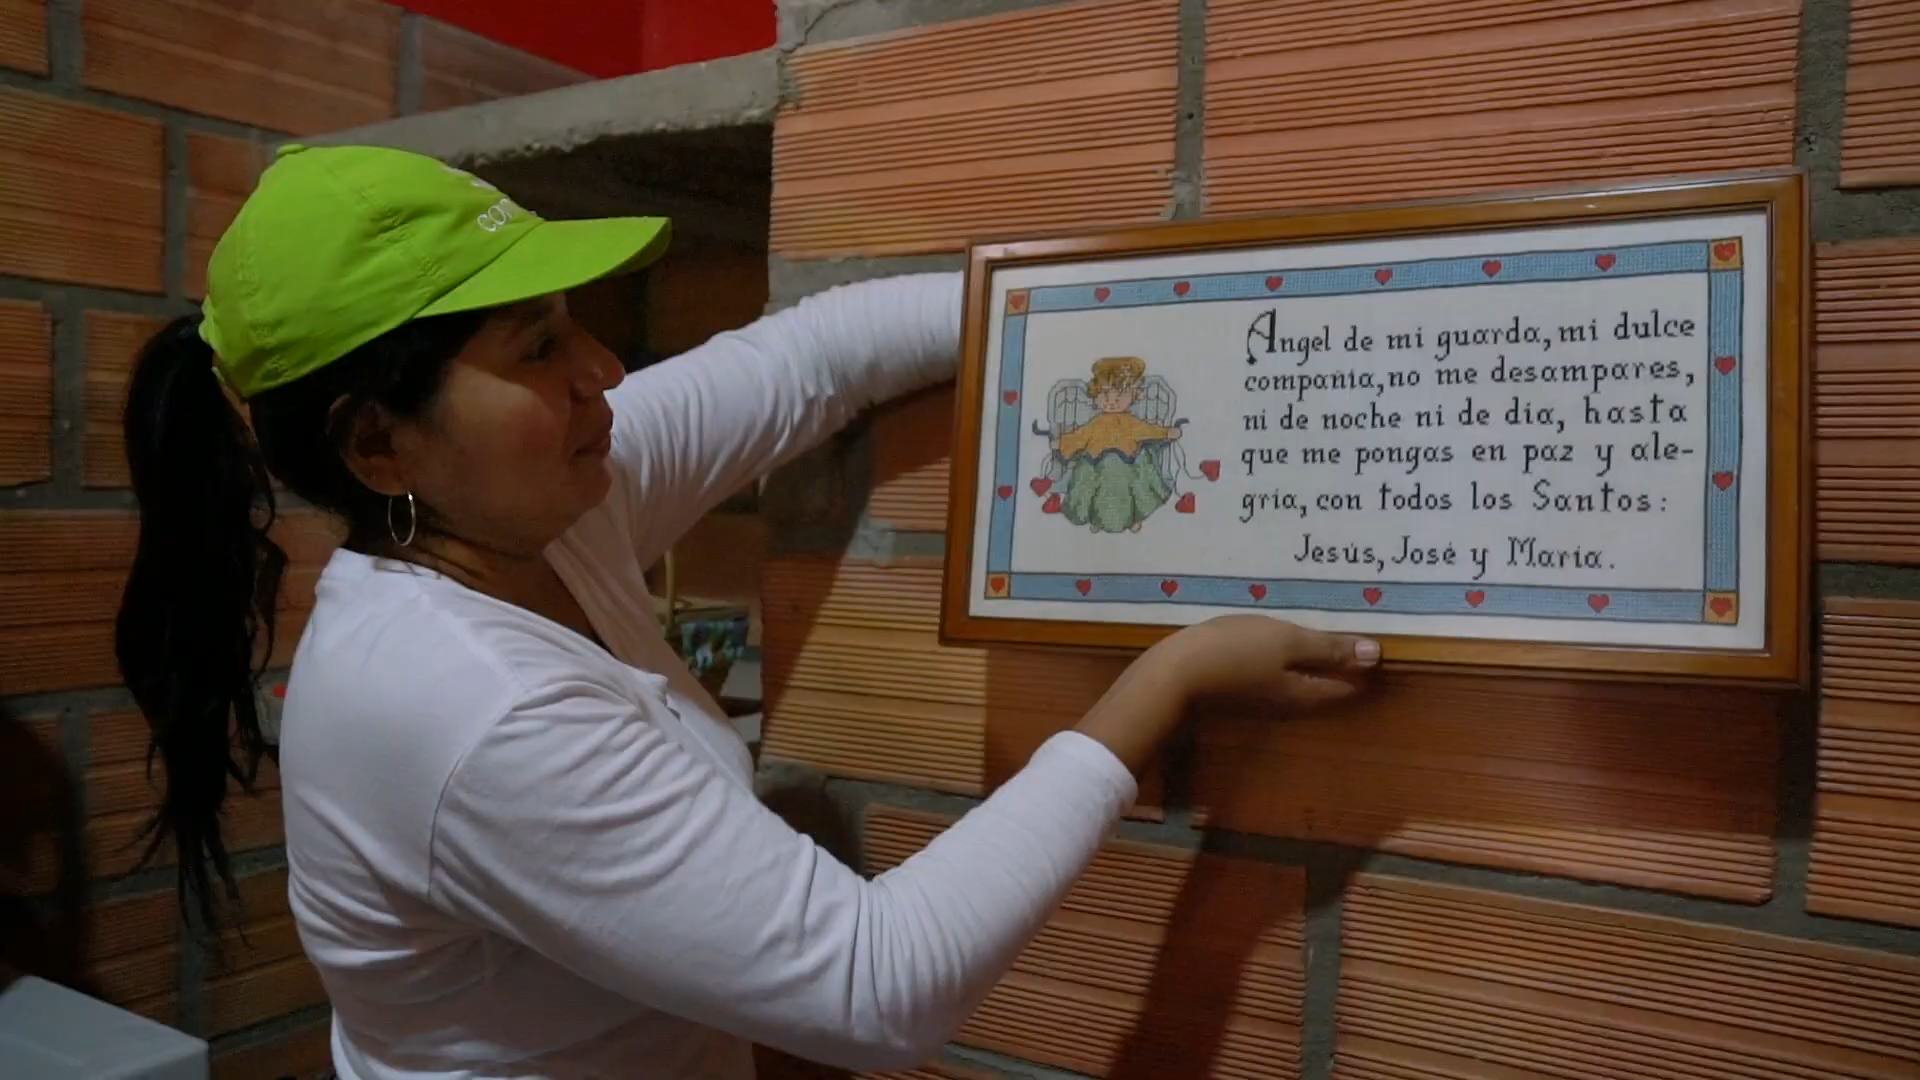 Angel de mi guarda, mi dulce
compañia, no me desampares,
ni de noche ni de dia, hasta
que me pongas en paz y ale-
gria, con todos los Santos:
Jesús, José y Maria.